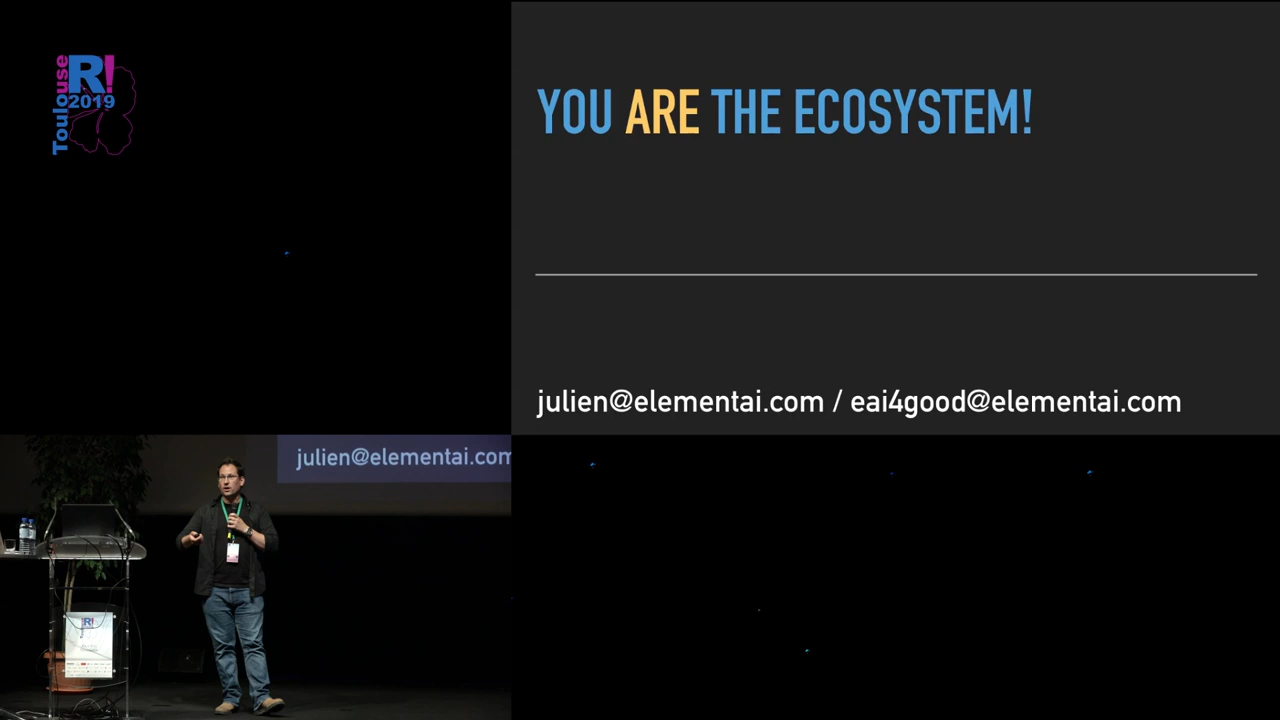 Toulouse
R!
2019
YOU ARE THE ECOSYSTEM!
julien@elementai.com / eai4good@elementai.com
julien@elementai.com
R!